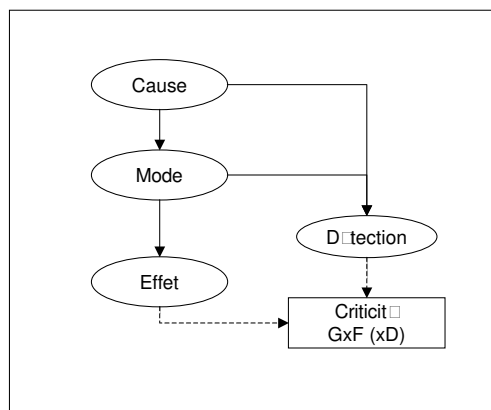 Cause
Mode
D□tection
Effet
Criticit□
GxF (xD)